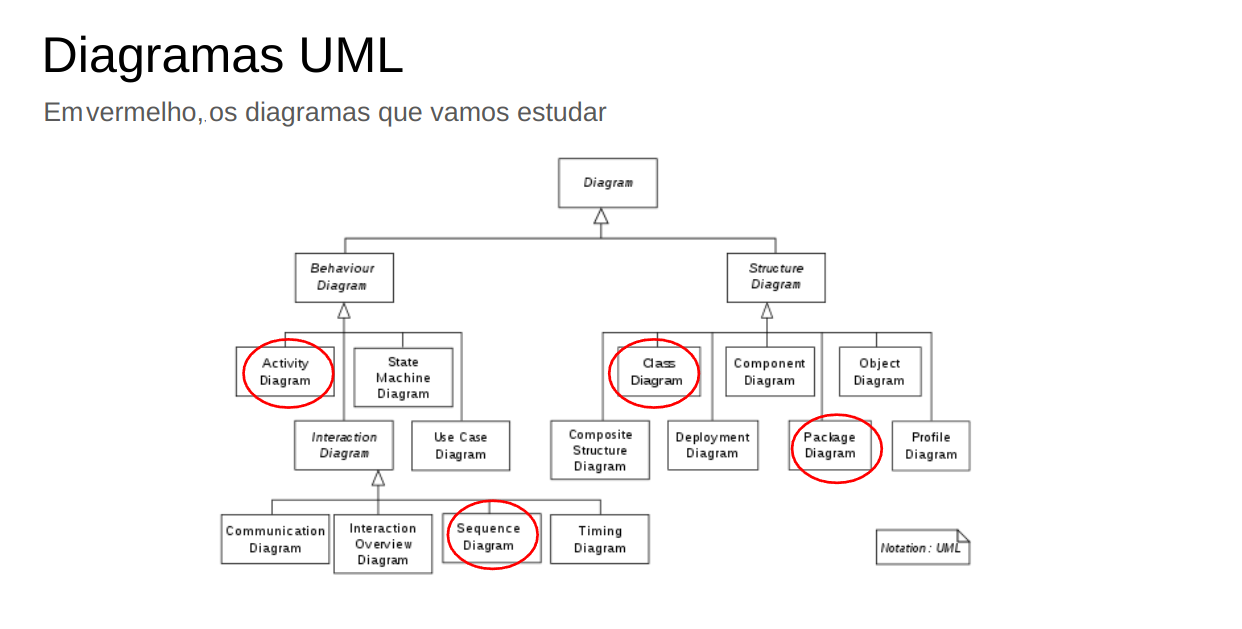 Diagramas UML
Em vermelho, os diagramas que vamos estudar
Diagram
Behaviour
Diagram
Structure
Diagram
Activity
Diagram
State
Machine
Diagram
Class
Diagram
Component
Diagram
Object
Diagram
Interaction
Diagram
Use Case
Diagram
Composite
Structure
Diagram
Deployment
Diagram
Package
Diagram
Profile
Diagram
Communication
Diagram
Interaction
Overview
Diagram
Sequence
Diagram
Timing
Diagram
Notation: UML